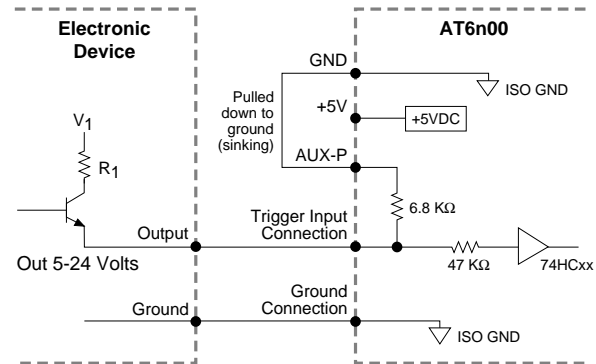 Electronic
Device
AT6n00
GND
ISO GND
Pulled
down to
ground
(sinking)
+5V
+5VDC
V1
AUX-P
R1
6.8 KΩ
Output
Trigger Input
Connection
Out 5-24 Volts
47 KΩ
74HCxx
Ground
Ground
Connection
ISO GND